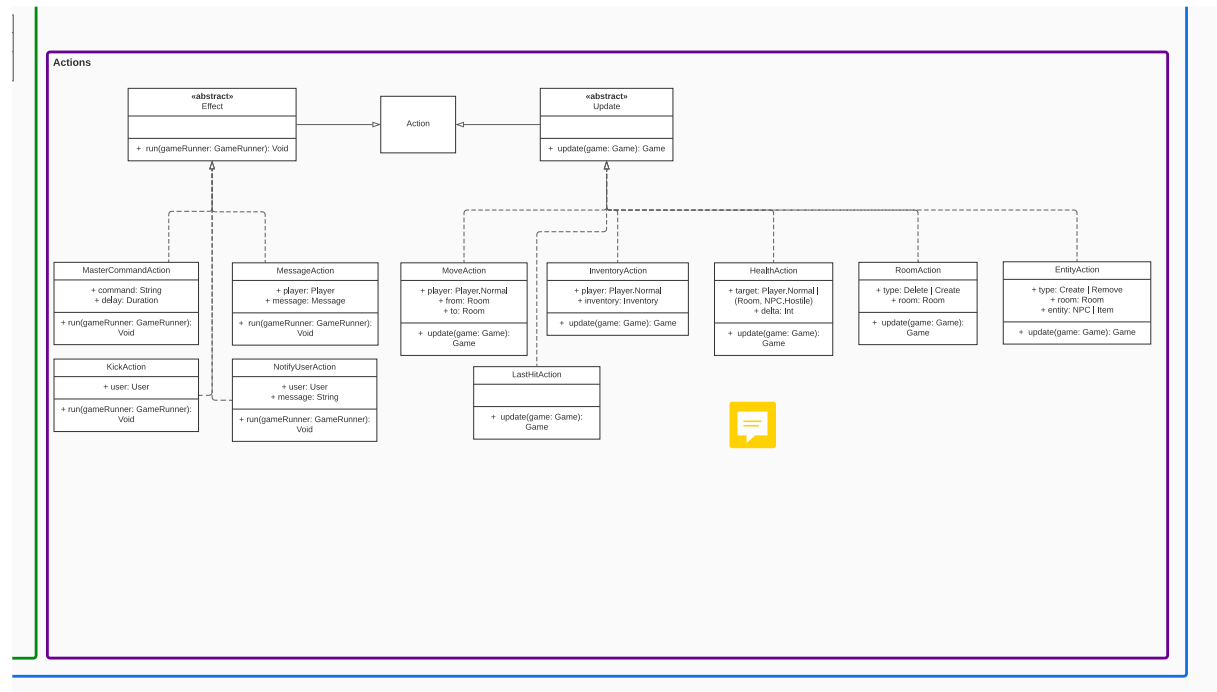 Actions
«abstract»
Effect
+ run(gameRunner: GameRunner): Void
Action
«abstract»
Update
+ update(game: Game): Game
MasterCommandAction
+ command: String
+ delay: Duration
+ run(gameRunner: GameRunner):
Void
MessageAction
+ player: Player
+ message: Message
+ run(gameRunner: GameRunner):
Void
MoveAction
+ player: Player.Normal
+ from: Room
+ to: Room
+ update(game: Game):
Game
InventoryAction
+ player: Player.Normal
+ inventory: Inventory
+ update(game: Game): Game
HealthAction
+ target: Player.Normal |
(Room, NPC.Hostile)
+ delta: Int
+ update(game: Game):
Game
RoomAction
+ type: Delete | Create
+ room: Room
+ update(game: Game):
Game
EntityAction
+ type: Create | Remove
+ room: Room
+ entity: NPC | Item
+ update(game: Game): Game
KickAction
+ user: User
+ run(gameRunner: GameRunner):
Void
NotifyUserAction
+ user: User
+ message: String
+ run(gameRunner: GameRunner):
Void
LastHitAction
+ update(game: Game):
Game